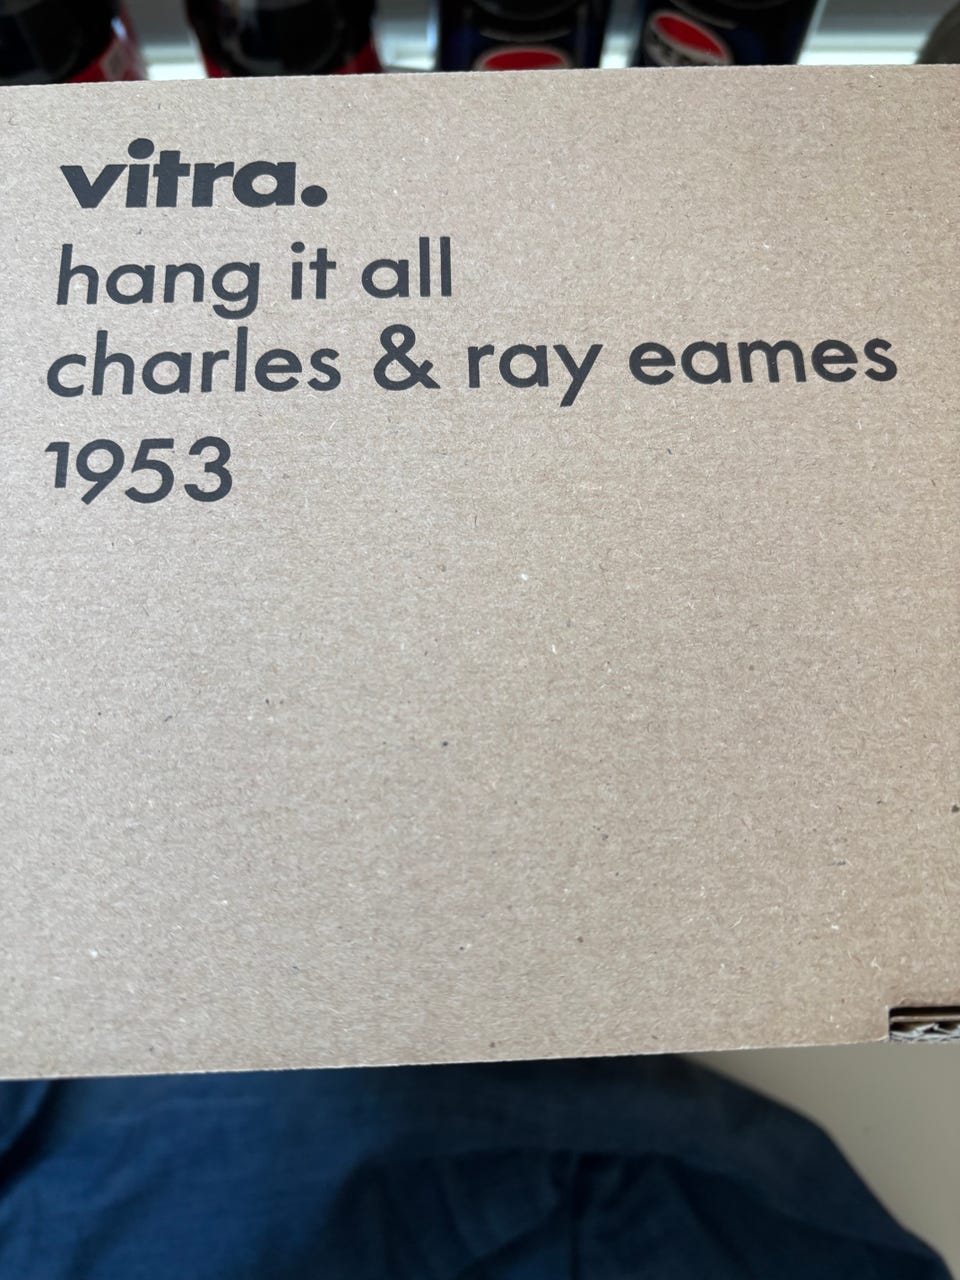 vitra.
hang it all
charles & ray eames
1953